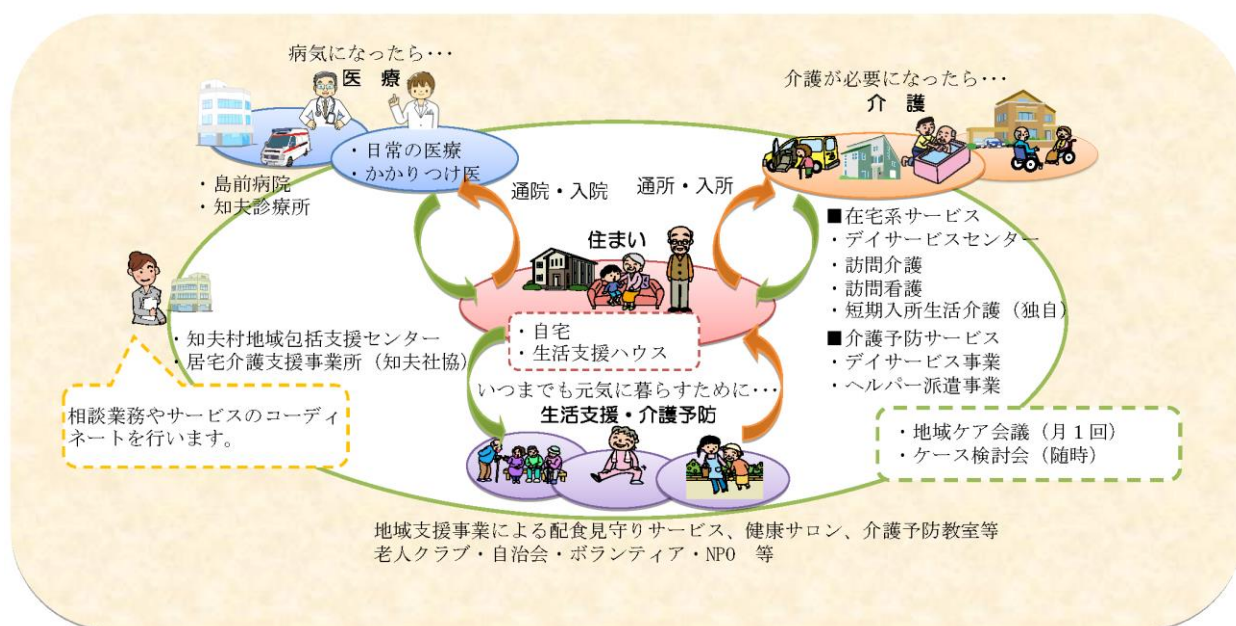 病気になったら･･･
医　療
・日常の医療
・かかりつけ医
・島前病院
・知夫診療所
介護が必要になったら･･･
介　護
通院・入院
通所・入所
住まい
・自宅
・生活支援ハウス
■在宅系サービス
・デイサービスセンター
・訪問介護
・訪問看護
・短期入所生活介護（独自）
■介護予防サービス
・デイサービス事業
・ヘルパー派遣事業
・知夫村地域包括支援センター
・居宅介護支援事業所（知夫社協）
相談業務やサービスのコーディ
ネートを行います。
いつまでも元気に暮らすために･･･
生活支援・介護予防
・地域ケア会議（月１回）
・ケース検討会（随時）
地域支援事業による配食見守りサービス、健康サロン、介護予防教室等
老人クラブ・自治会・ボランティア・NPO　等